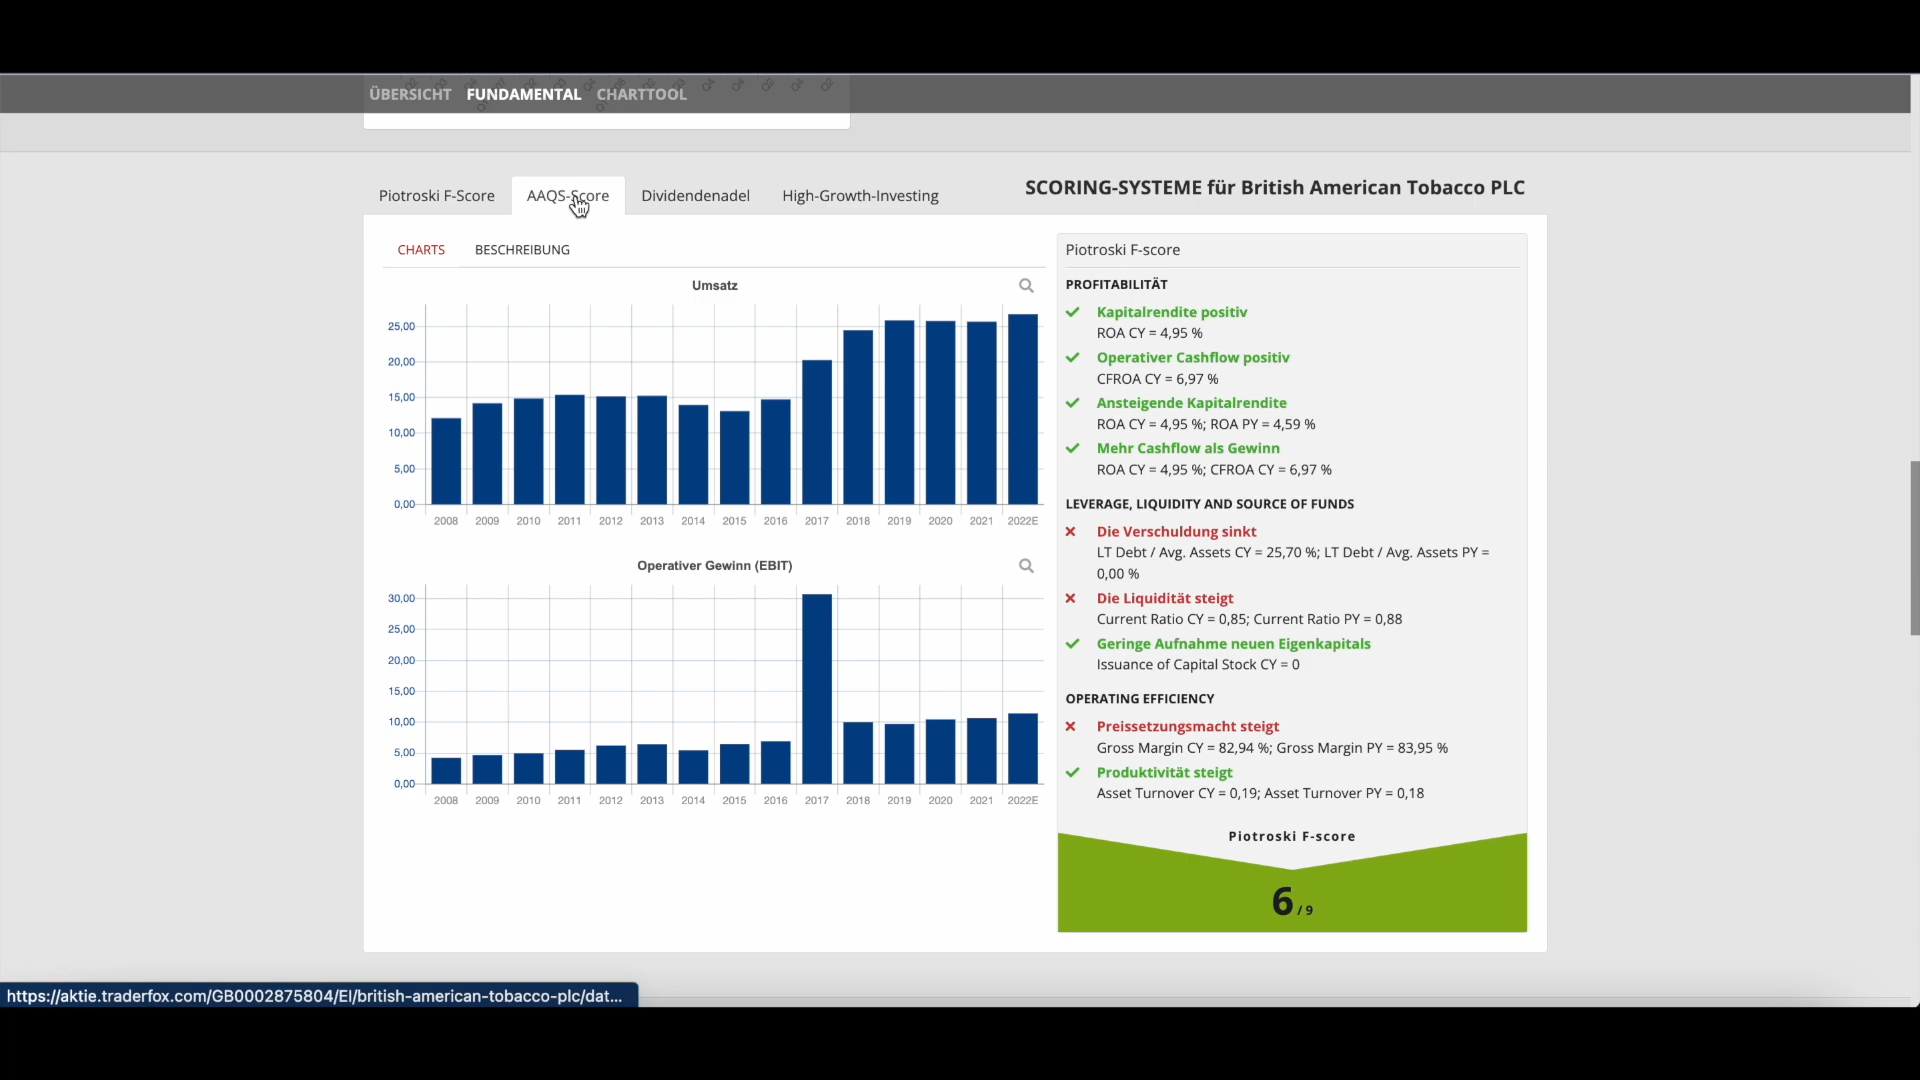 ÜBERSICHT FUNDAMENTAL CHARTTOOL
Piotroski F-Score AAQS-Score Dividendenadel High-Growth-Investing
SCORING-SYSTEME für British American Tobacco PLC
CHARTS BESCHREIBUNG
Umsatz
25,00
20,00
15,00
10,00
5,00
0,00
2008 2009 2010 2011 2012 2013 2014 2015 2016 2017 2018 2019 2020 2021 2022E
Operativer Gewinn (EBIT)
30,00
25,00
20,00
15,00
10,00
5,00
0,00
2008 2009 2010 2011 2012 2013 2014 2015 2016 2017 2018 2019 2020 2021 2022E
Piotroski F-score
PROFITABILITÄT
Kapitalrendite positiv
ROA CY = 4,95 %
Operativer Cashflow positiv
CFROA CY = 6,97 %
Ansteigende Kapitalrendite
ROA CY = 4,95 %; ROA PY = 4,59 %
Mehr Cashflow als Gewinn
ROA CY = 4,95 %; CFROA CY = 6,97 %
LEVERAGE, LIQUIDITY AND SOURCE OF FUNDS
Die Verschuldung sinkt
LT Debt / Avg. Assets CY = 25,70 %; LT Debt / Avg. Assets PY =
0,00 %
Die Liquidität steigt
Current Ratio CY = 0,85; Current Ratio PY = 0,88
Geringe Aufnahme neuen Eigenkapitals
Issuance of Capital Stock CY = 0
OPERATING EFFICIENCY
Preissetzungsmacht steigt
Gross Margin CY = 82,94 %; Gross Margin PY = 83,95 %
Produktivität steigt
Asset Turnover CY = 0,19; Asset Turnover PY = 0,18
Piotroski F-score
6 / 9
https://aktie.traderfox.com/GB0002875804/EI/british-american-tobacco-plc/dat...